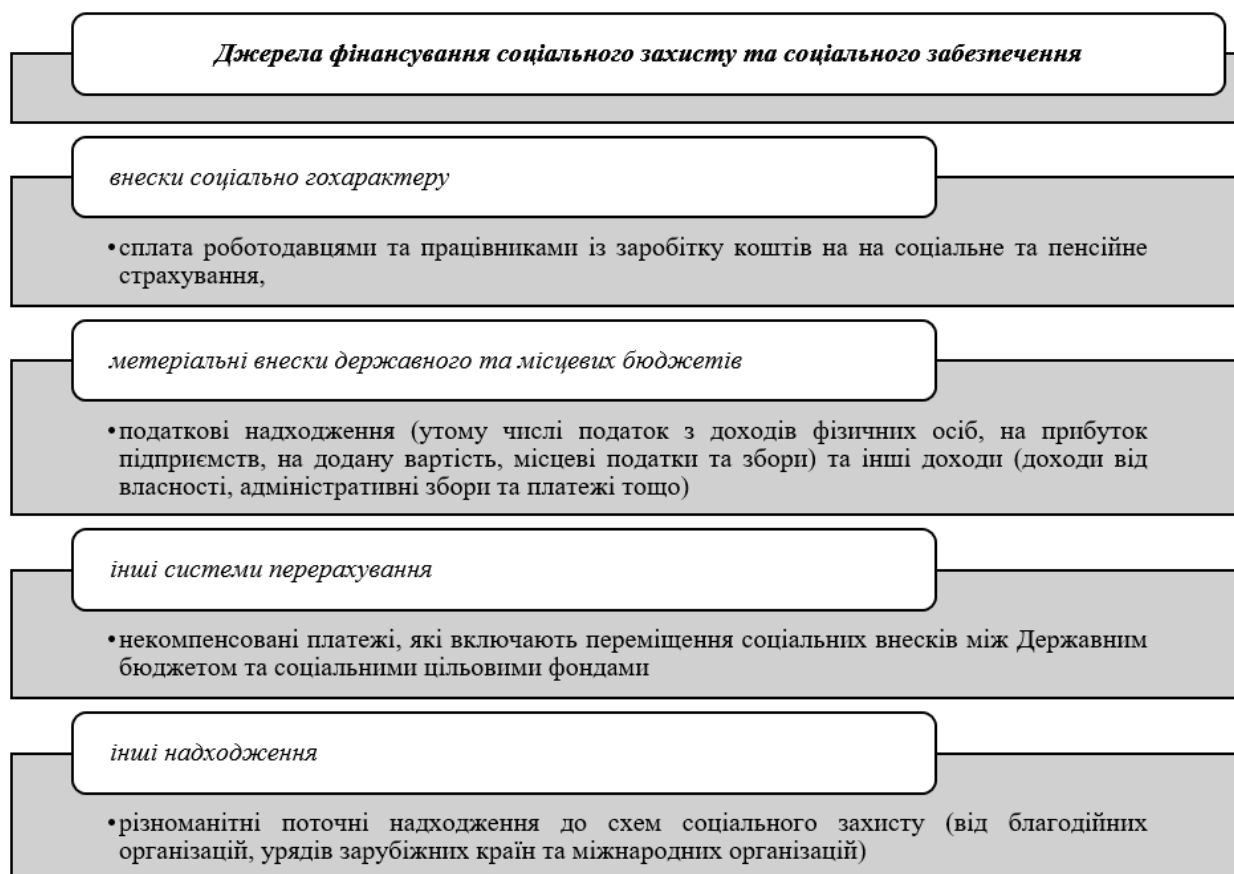 Джерела фінансування соціального захисту та соціального забезпечення
внески соціально гохарактеру
•сплата роботодавцями та працівниками із заробітку коштів на на соціальне та пенсійне
страхування,
метеріальні внески державного та місцевих бюджетів
•податкові надходження (утому числі податок з доходів фізичних осіб, на прибуток
підприємств, на додану вартість, місцеві податки та збори) та інші доходи (доходи від
власності, адміністративні збори та платежі тощо)
інші системи перерахування
•некомпенсовані платежі, які включають переміщення соціальних внесків між Державним
бюджетом та соціальними цільовими фондами
інші надходження
•різноманітні поточні надходження до схем соціального захисту (від благодійних
організацій, урядів зарубіжних країн та міжнародних організацій)